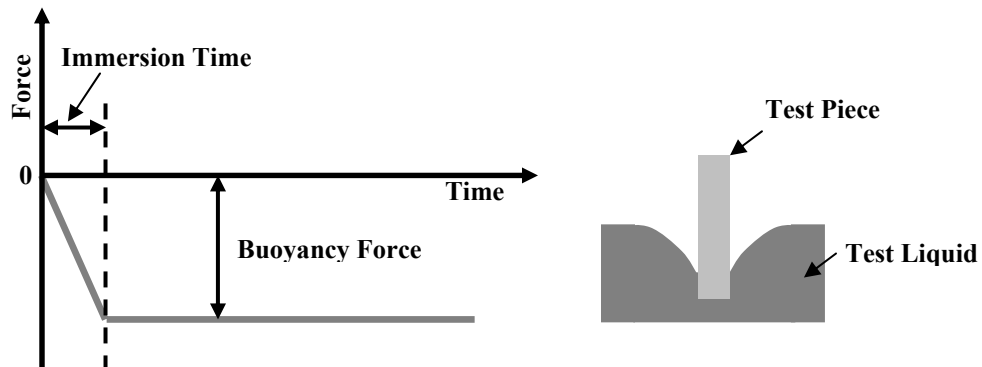 Immersion Time
Force
Test Piece
0
Time
Buoyancy Force
Test Liquid